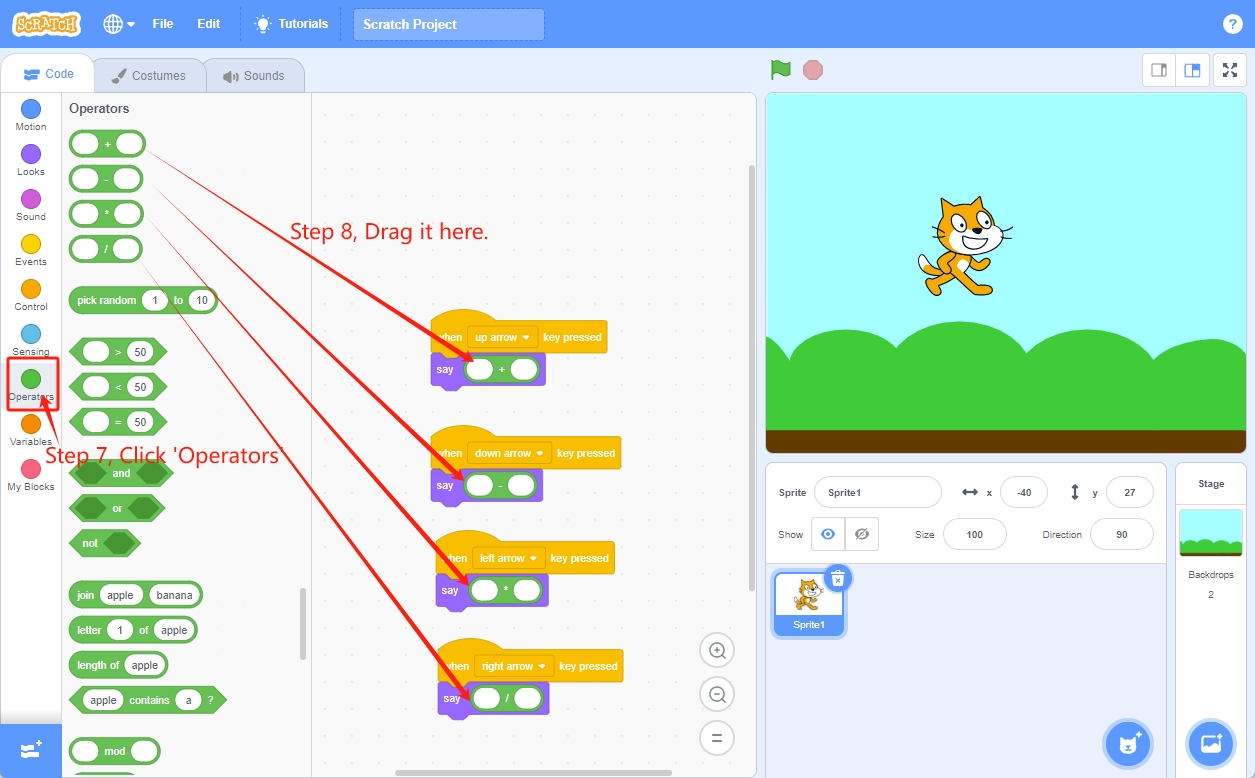 SCRATCH File Edit Tutorials Scratch Project ?
Code Costumes Sounds
Motion
Looks
Sound
Events
Control
Sensing
Operators
Variables
My Blocks
Operators
+
-
*
/
pick random 1 to 10
> 50
< 50
= 50
and
or
not
join apple banana
letter 1 of apple
length of apple
apple contains a ?
mod
Step 7, Click 'Operators'
Step 8, Drag it here.
when up arrow key pressed
say +
when down arrow key pressed
say -
when left arrow key pressed
say *
when right arrow key pressed
say /
Sprite Sprite1 x -40 y 27
Show Size 100 Direction 90
Sprite1
Stage
Backdrops
2